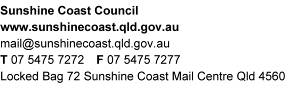 Sunshine Coast Council
www.sunshinecoast.qld.gov.au
mail@sunshinecoast.qld.gov.au
T 07 5475 7272 F 07 5475 7277
Locked Bag 72 Sunshine Coast Mail Centre Qld 4560